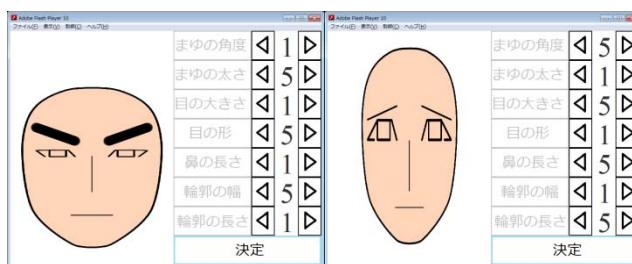 Adobe Flash Player 10
ファイル(F) 表示(V) 制御(C) ヘルプ(H)
まゆの角度 1
まゆの太さ 5
目の大きさ 1
目の形 5
鼻の長さ 1
輪郭の幅 5
輪郭の長さ 1
決定
Adobe Flash Player 10
ファイル(F) 表示(V) 制御(C) ヘルプ(H)
まゆの角度 5
まゆの太さ 1
目の大きさ 5
目の形 1
鼻の長さ 5
輪郭の幅 1
輪郭の長さ 5
決定